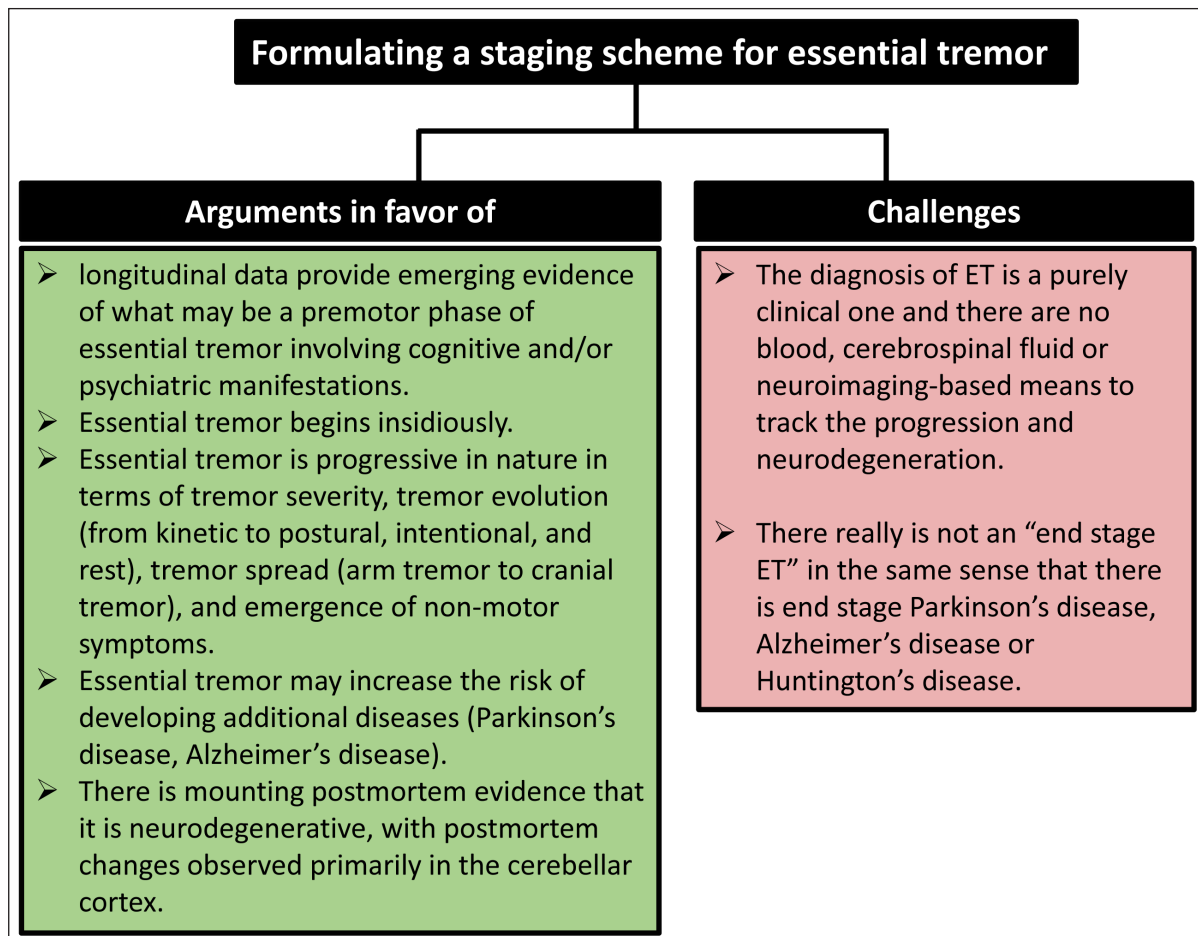 Formulating a staging scheme for essential tremor
Arguments in favor of
➢ longitudinal data provide emerging evidence
of what may be a premotor phase of
essential tremor involving cognitive and/or
psychiatric manifestations.
➢ Essential tremor begins insidiously.
➢ Essential tremor is progressive in nature in
terms of tremor severity, tremor evolution
(from kinetic to postural, intentional, and
rest), tremor spread (arm tremor to cranial
tremor), and emergence of non-motor
symptoms.
➢ Essential tremor may increase the risk of
developing additional diseases (Parkinson’s
disease, Alzheimer’s disease).
➢ There is mounting postmortem evidence that
it is neurodegenerative, with postmortem
changes observed primarily in the cerebellar
cortex.
Challenges
➢ The diagnosis of ET is a purely
clinical one and there are no
blood, cerebrospinal fluid or
neuroimaging-based means to
track the progression and
neurodegeneration.
➢ There really is not an “end stage
ET” in the same sense that there
is end stage Parkinson’s disease,
Alzheimer’s disease or
Huntington’s disease.